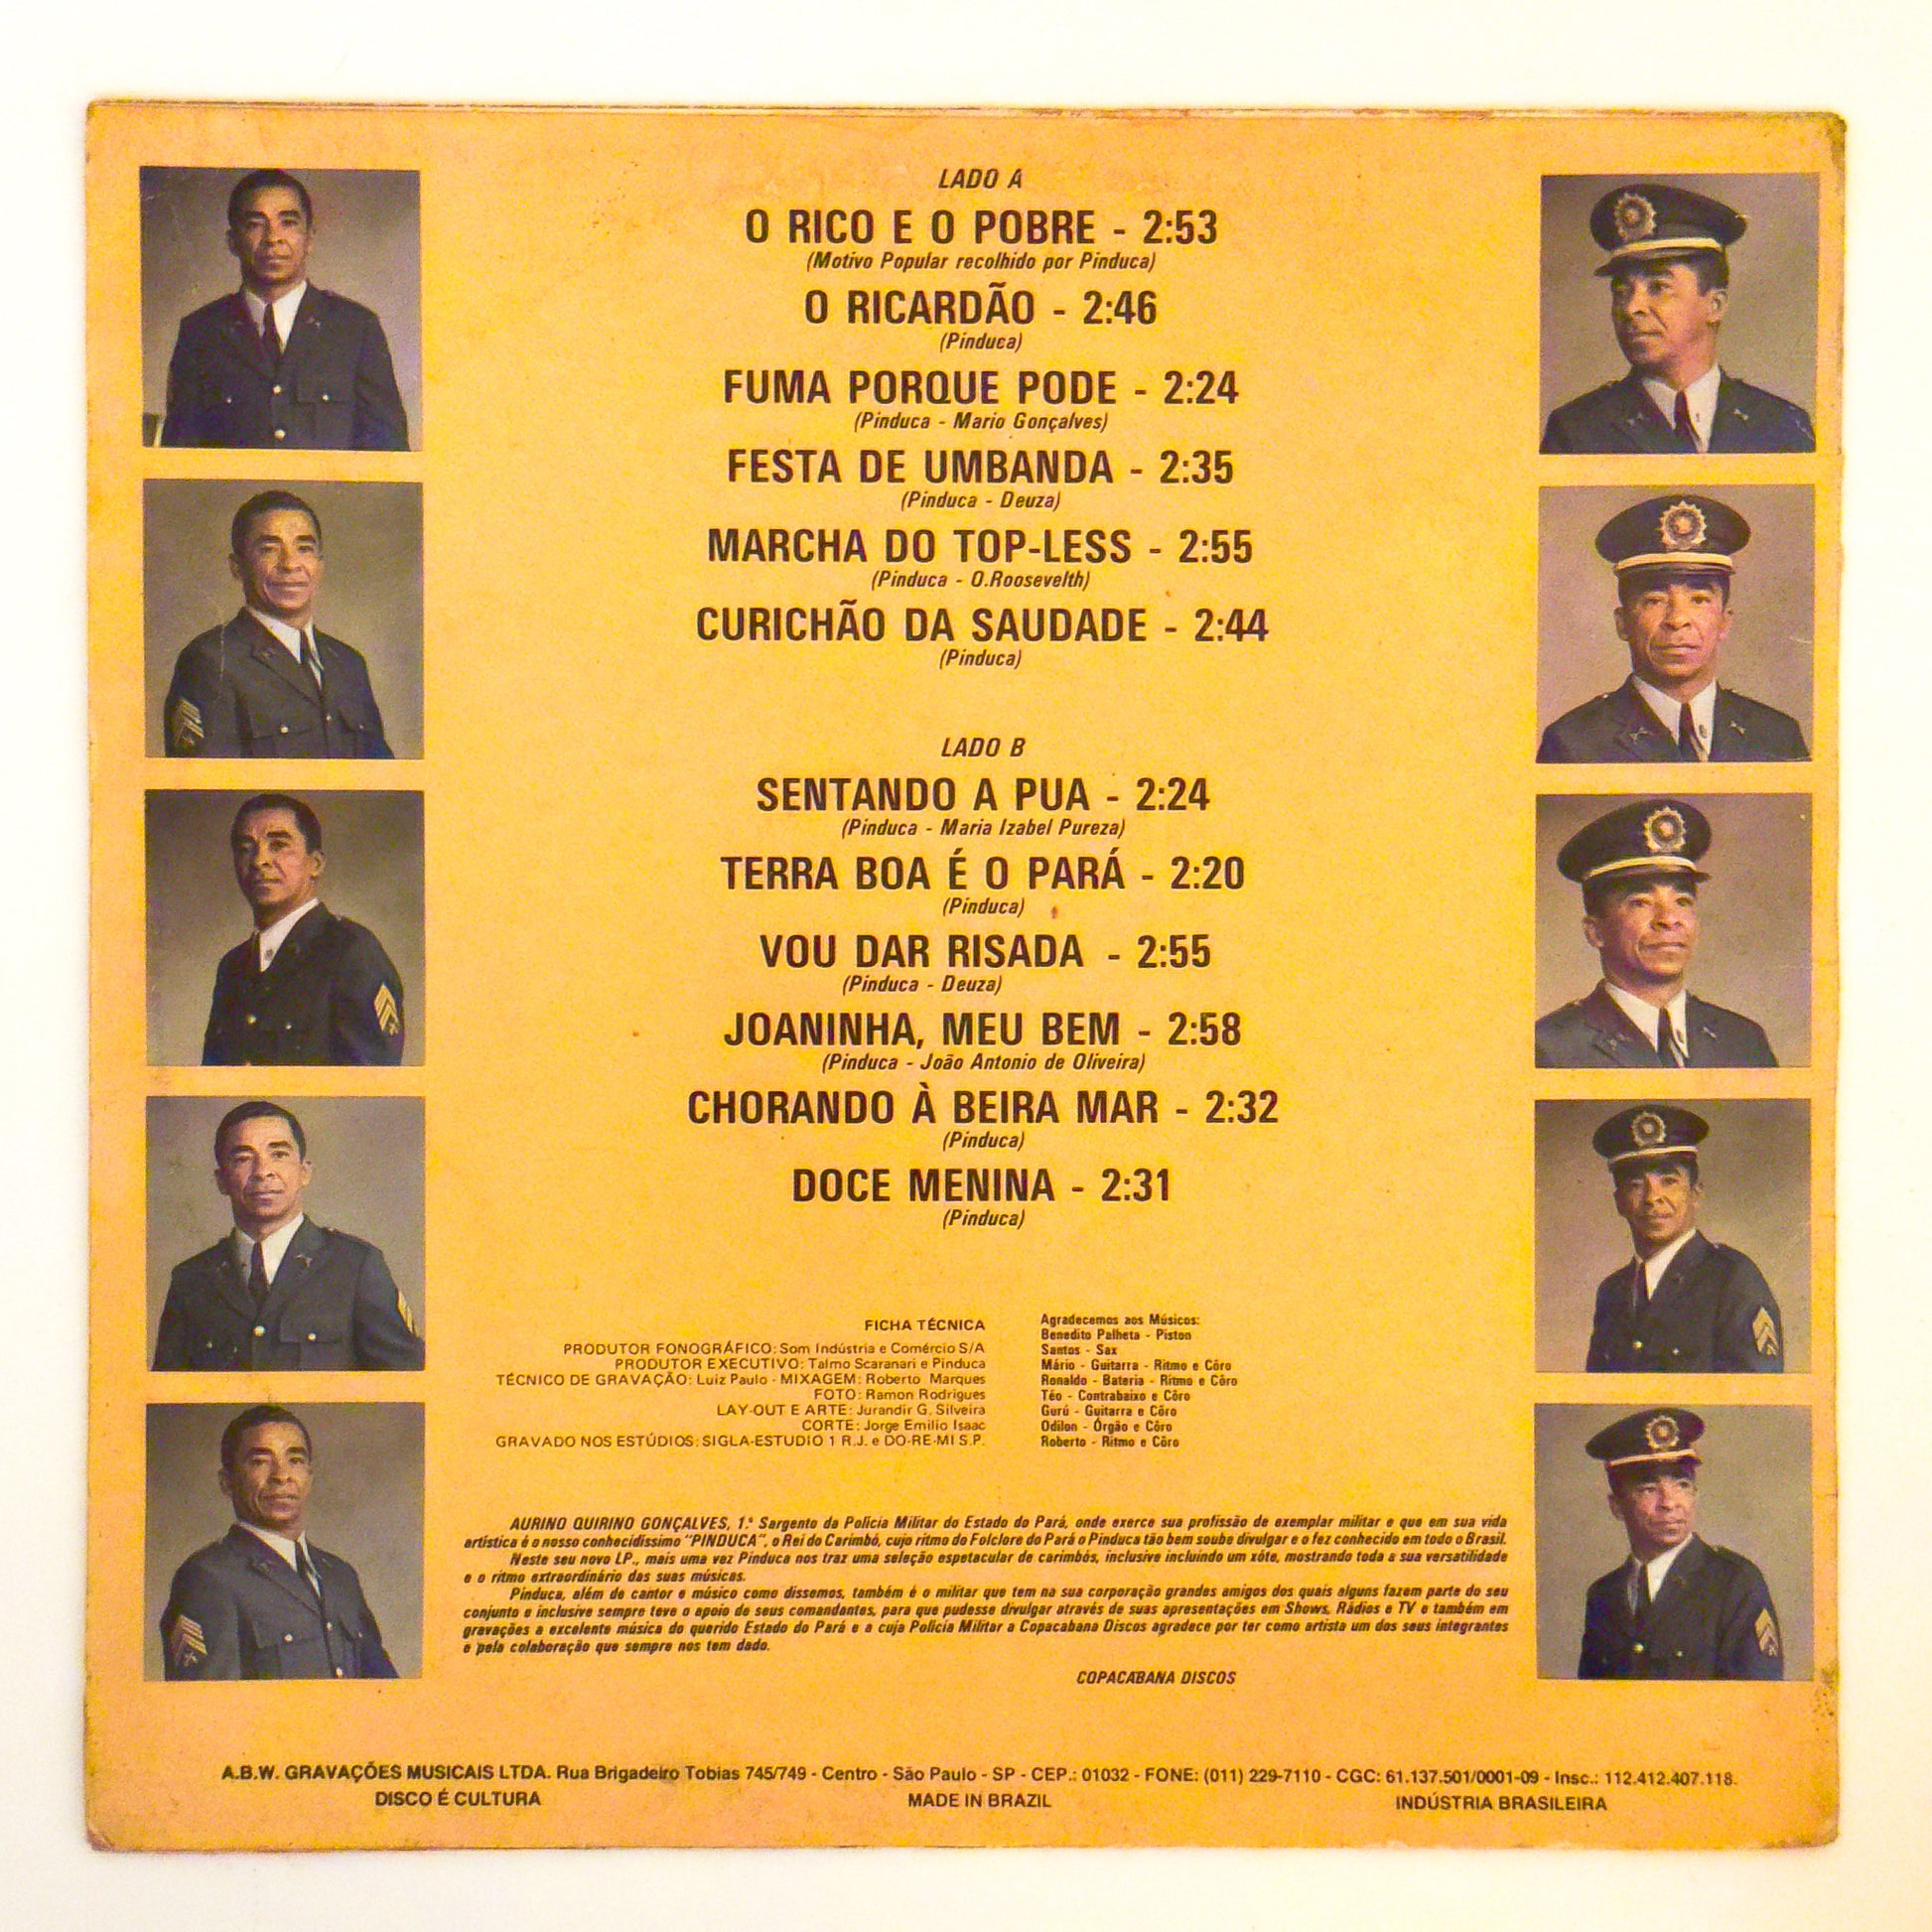 LADO A
O RICO E O POBRE - 2:53
(Motivo Popular recolhido por Pinduca)
O RICARDÃO - 2:46
(Pinduca)
FUMA PORQUE PODE - 2:24
(Pinduca - Mario Gonçalves)
FESTA DE UMBANDA - 2:35
(Pinduca - Deuza)
MARCHA DO TOP-LESS - 2:55
(Pinduca - O.Roosevelth)
CURICHÃO DA SAUDADE - 2:44
(Pinduca)
LADO B
SENTANDO A PUA - 2:24
(Pinduca - Maria Izabel Pureza)
TERRA BOA É O PARÁ - 2:20
(Pinduca)
VOU DAR RISADA - 2:55
(Pinduca - Deuza)
JOANINHA, MEU BEM - 2:58
(Pinduca - João Antonio de Oliveira)
CHORANDO À BEIRA MAR - 2:32
(Pinduca)
DOCE MENINA - 2:31
(Pinduca)
FICHA TÉCNICA
PRODUTOR FONOGRÁFICO: Som Indústria e Comércio S/A
PRODUTOR EXECUTIVO: Talmo Scaranari e Pinduca
TÉCNICO DE GRAVAÇÃO: Luiz Paulo - MIXAGEM: Roberto Marques
FOTO: Ramon Rodrigues
LAY-OUT E ARTE: Jurandir G. Silveira
CORTE: Jorge Emilio Isaac
GRAVADO NOS ESTÚDIOS: SIGLA-ESTUDIO 1 R.J. e DO-RE-MI S.P.
Agradecemos aos Músicos:
Benedito Palheta - Piston
Santos - Sax
Mário - Guitarra - Ritmo e Côro
Ronaldo - Bateria - Ritmo e Côro
Téo - Contrabaixo e Côro
Gurú - Guitarra e Côro
Odilon - Órgão e Côro
Roberto - Ritmo e Côro
AURINO QUIRINO GONÇALVES, 1.º Sargento da Polícia Militar do Estado do Pará, onde exerce sua profissão de exemplar militar e que em sua vida
artística é o nosso conhecidíssimo "PINDUCA", o Rei do Carimbó, cujo ritmo do Folclore do Pará o Pinduca tão bem soube divulgar e o fez conhecido em todo o Brasil.
Neste seu novo LP., mais uma vez Pinduca nos traz uma seleção espetacular de carimbós, inclusive incluindo um xóte, mostrando toda a sua versatilidade
e o ritmo extraordinário das suas músicas.
Pinduca, além de cantor e músico como dissemos, também é o militar que tem na sua corporação grandes amigos dos quais alguns fazem parte do seu
conjunto e inclusive sempre teve o apoio de seus comandantes, para que pudesse divulgar através de suas apresentações em Shows, Rádios e TV e também em
gravações a excelente música do querido Estado do Pará e a cuja Polícia Militar a Copacabana Discos agradece por ter como artista um dos seus integrantes
e pela colaboração que sempre nos tem dado.
COPACABANA DISCOS
A.B.W. GRAVAÇÕES MUSICAIS LTDA. Rua Brigadeiro Tobias 745/749 - Centro - São Paulo - SP - CEP.: 01032 - FONE: (011) 229-7110 - CGC: 61.137.501/0001-09 - Insc.: 112.412.407.118.
DISCO É CULTURA MADE IN BRAZIL INDÚSTRIA BRASILEIRA